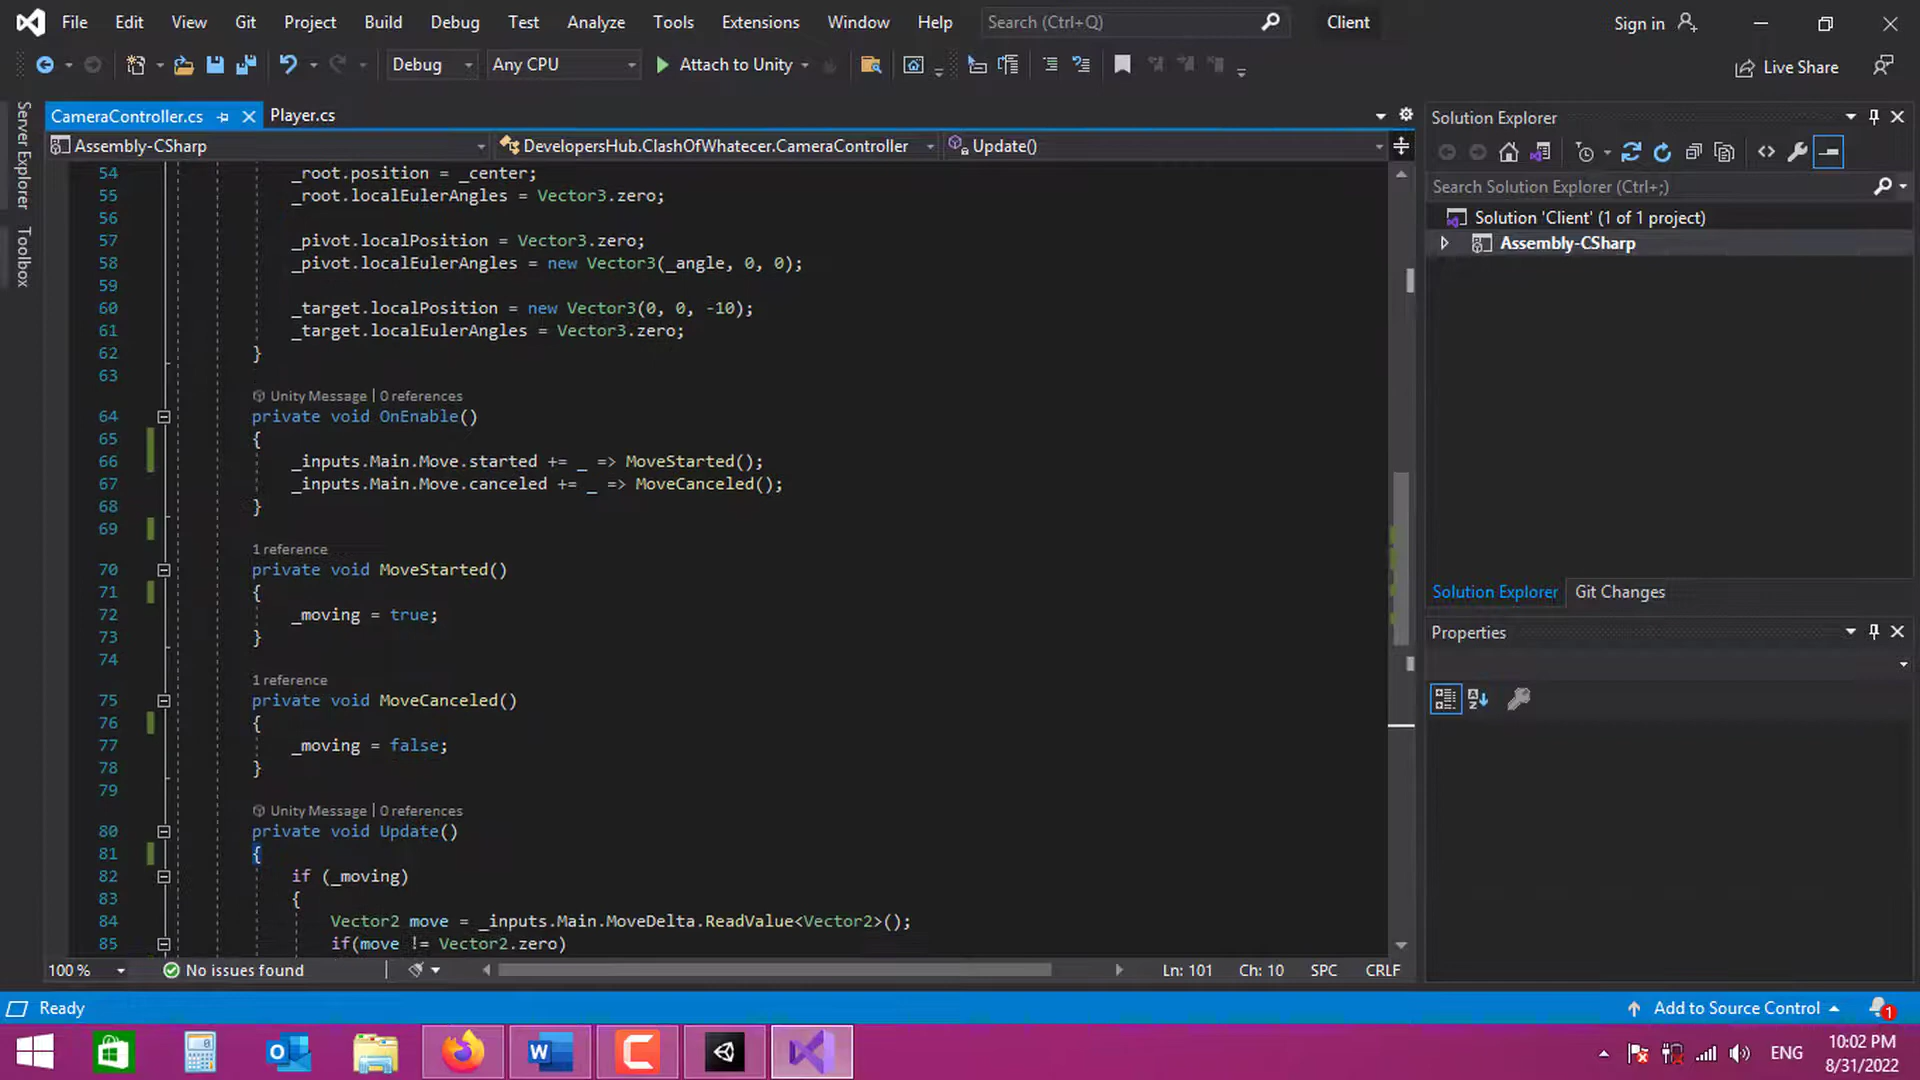 File Edit View Git Project Build Debug Test Analyze Tools Extensions Window Help Search (Ctrl+Q) Client Sign in
Debug Any CPU Attach to Unity Live Share
Server Explorer
Toolbox
CameraController.cs Player.cs
Assembly-CSharp DevelopersHub.ClashOfWhatecer.CameraController Update()
54 _root.position = _center;
55 _root.localEulerAngles = Vector3.zero;
56
57 _pivot.localPosition = Vector3.zero;
58 _pivot.localEulerAngles = new Vector3(_angle, 0, 0);
59
60 _target.localPosition = new Vector3(0, 0, -10);
61 _target.localEulerAngles = Vector3.zero;
62 }
63
Unity Message | 0 references
64 private void OnEnable()
65 {
66 _inputs.Main.Move.started += _ => MoveStarted();
67 _inputs.Main.Move.canceled += _ => MoveCanceled();
68 }
69
1 reference
70 private void MoveStarted()
71 {
72 _moving = true;
73 }
74
1 reference
75 private void MoveCanceled()
76 {
77 _moving = false;
78 }
79
Unity Message | 0 references
80 private void Update()
81 {
82 if (_moving)
83 {
84 Vector2 move = _inputs.Main.MoveDelta.ReadValue<Vector2>();
85 if(move != Vector2.zero)
100 % No issues found Ln: 101 Ch: 10 SPC CRLF
Solution Explorer
Search Solution Explorer (Ctrl+;)
Solution 'Client' (1 of 1 project)
Assembly-CSharp
Solution Explorer Git Changes
Properties
Ready Add to Source Control 1
ENG 10:02 PM
8/31/2022